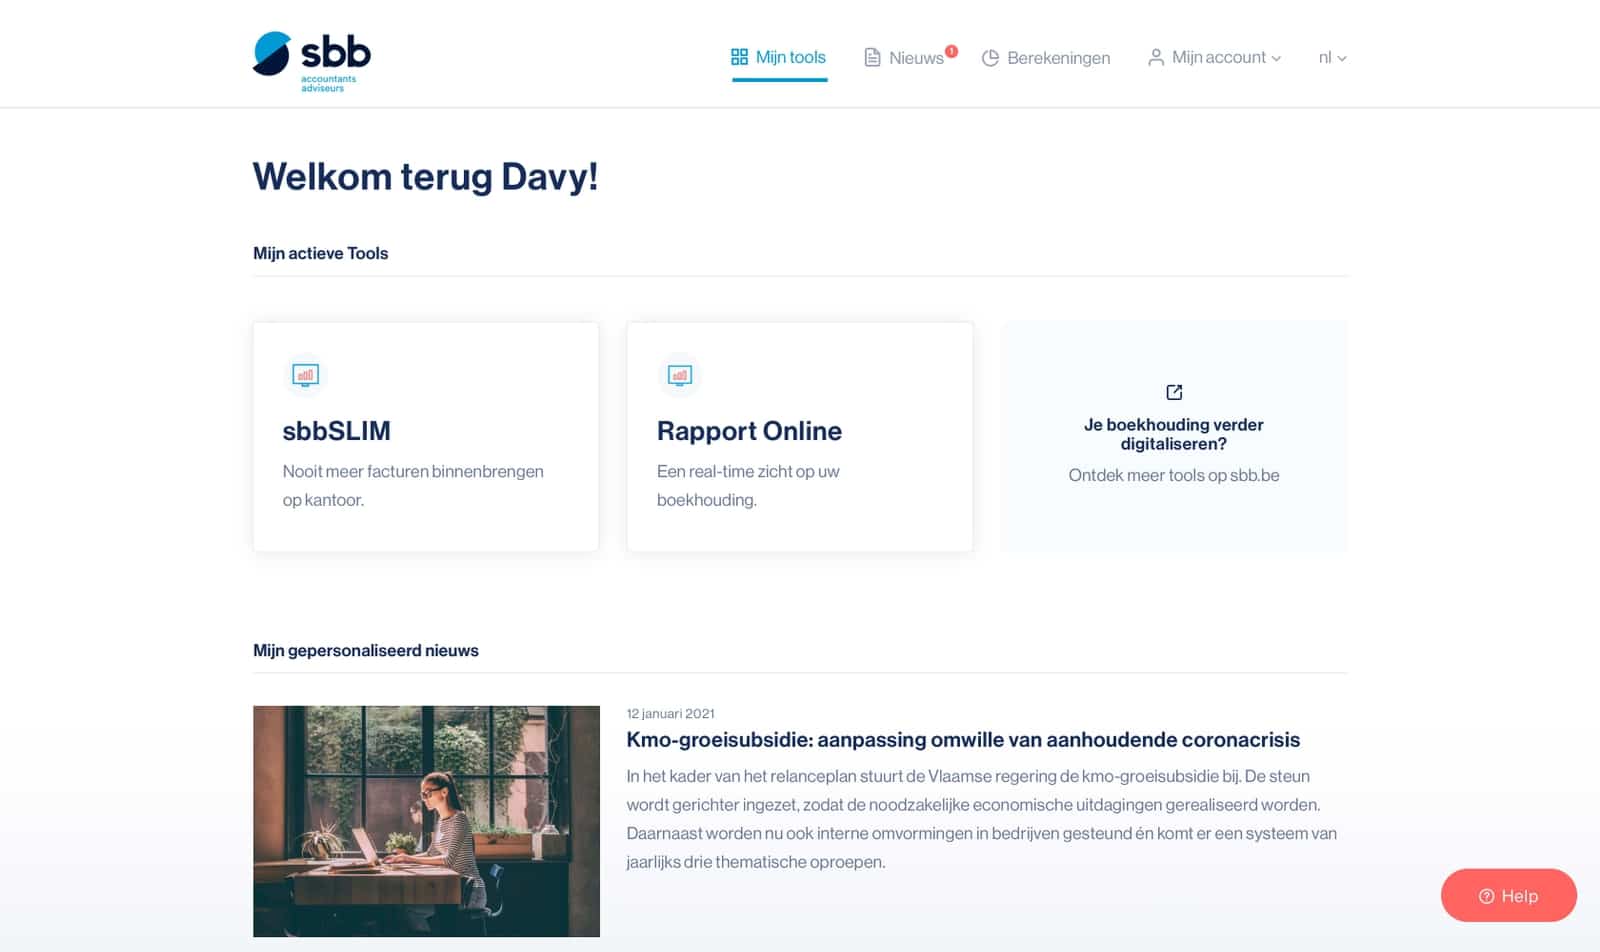 sbb
accountants
adviseurs
Mijn tools
Nieuws 1
Berekeningen
Mijn account
nl
Welkom terug Davy!
Mijn actieve Tools
sbbSLIM
Nooit meer facturen binnenbrengen
op kantoor.
Rapport Online
Een real-time zicht op uw
boekhouding.
Je boekhouding verder
digitaliseren?
Ontdek meer tools op sbb.be
Mijn gepersonaliseerd nieuws
12 januari 2021
Kmo-groeisubsidie: aanpassing omwille van aanhoudende coronacrisis
In het kader van het relanceplan stuurt de Vlaamse regering de kmo-groeisubsidie bij. De steun
wordt gerichter ingezet, zodat de noodzakelijke economische uitdagingen gerealiseerd worden.
Daarnaast worden nu ook interne omvormingen in bedrijven gesteund én komt er een systeem van
jaarlijks drie thematische oproepen.
Help